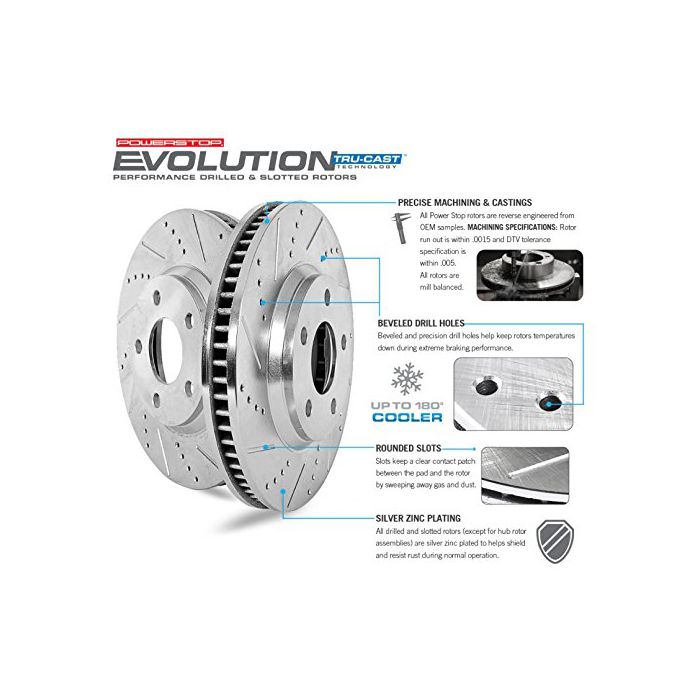 POWERSTOP
EVOLUTION TRU-CAST™
TECHNOLOGY
PERFORMANCE DRILLED & SLOTTED ROTORS
PRECISE MACHINING & CASTINGS
All Power Stop rotors are reverse engineered from
OEM samples. MACHINING SPECIFICATIONS: Rotor
run out is within .0015 and DTV tolerance
specification is
within .005.
All rotors are
mill balanced.
BEVELED DRILL HOLES
Beveled and precision drill holes help keep rotors temperatures
down during extreme braking performance.
UP TO 180°
COOLER
ROUNDED SLOTS
Slots keep a clear contact patch
between the pad and the rotor
by sweeping away gas and dust.
SILVER ZINC PLATING
All drilled and slotted rotors (except for hub rotor
assemblies) are silver zinc plated to helps shield
and resist rust during normal operation.